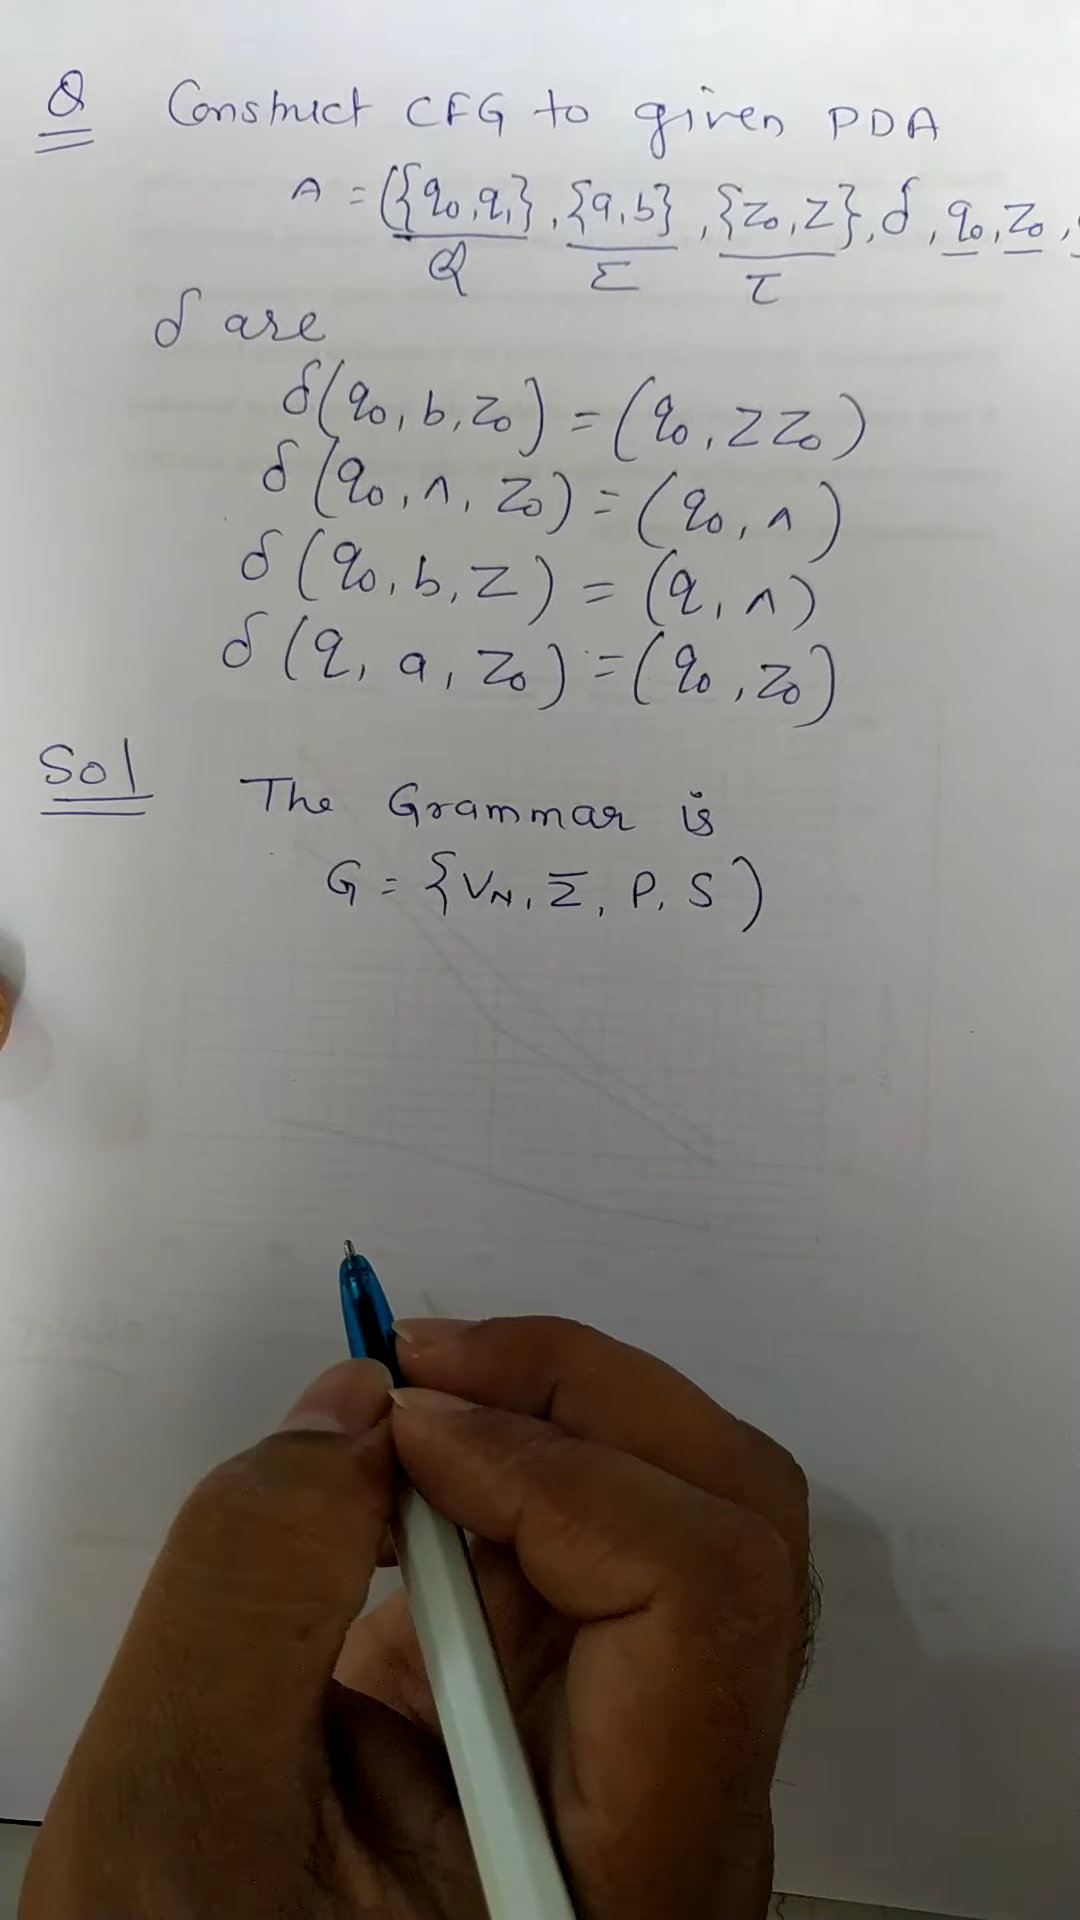 Q Construct CFG to given PDA
A = ({q₀, q₁}, {a, b}, {z₀, z}, δ, q₀, z₀,
Q Σ τ
δ are
δ(q₀, b, z₀) = (q₀, zz₀)
δ(q₀, ∧, z₀) = (q₀, ∧)
δ(q₀, b, z) = (q, ∧)
δ(q, a, z₀) = (q₀, z₀)
Sol The Grammar is
G = {V_N, Σ, P, S)